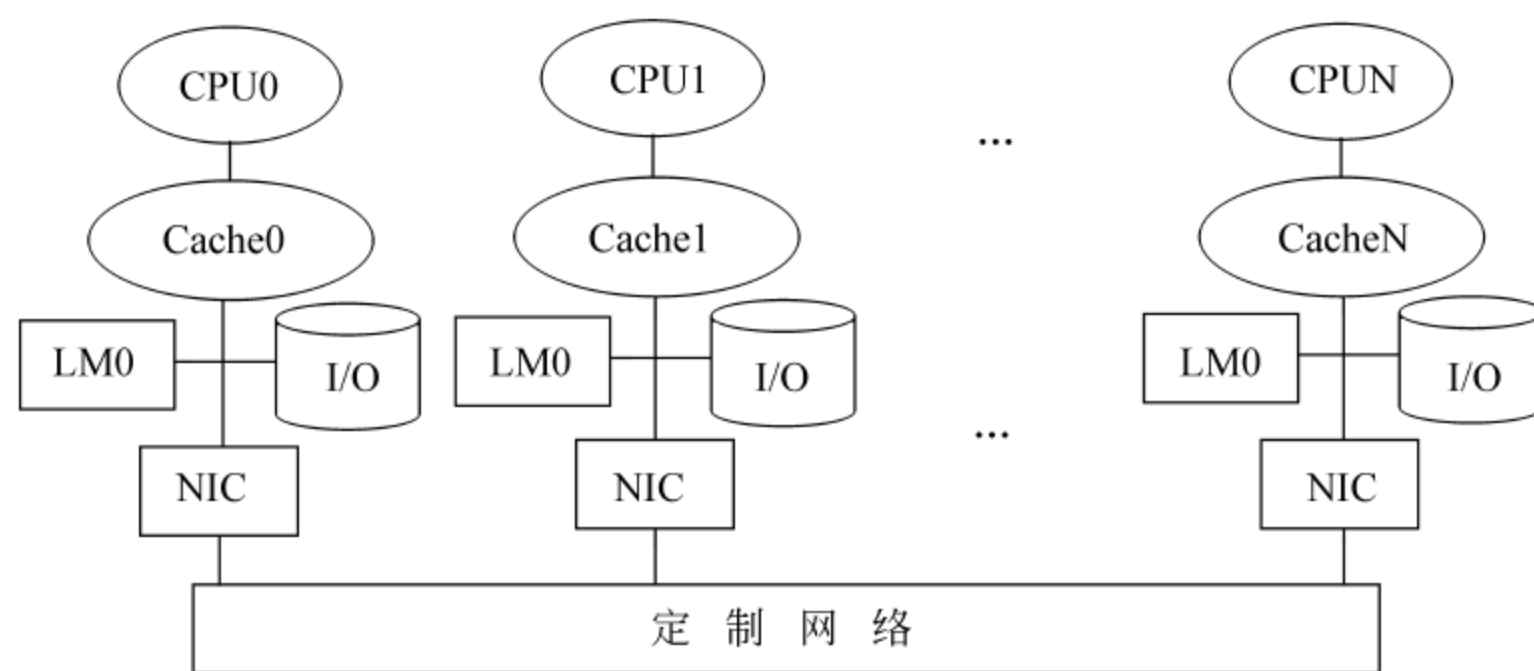 CPU0 CPU1 ... CPUN
Cache0 Cache1 CacheN
LM0 I/O LM0 I/O LM0 I/O
...
NIC NIC NIC
定制网络